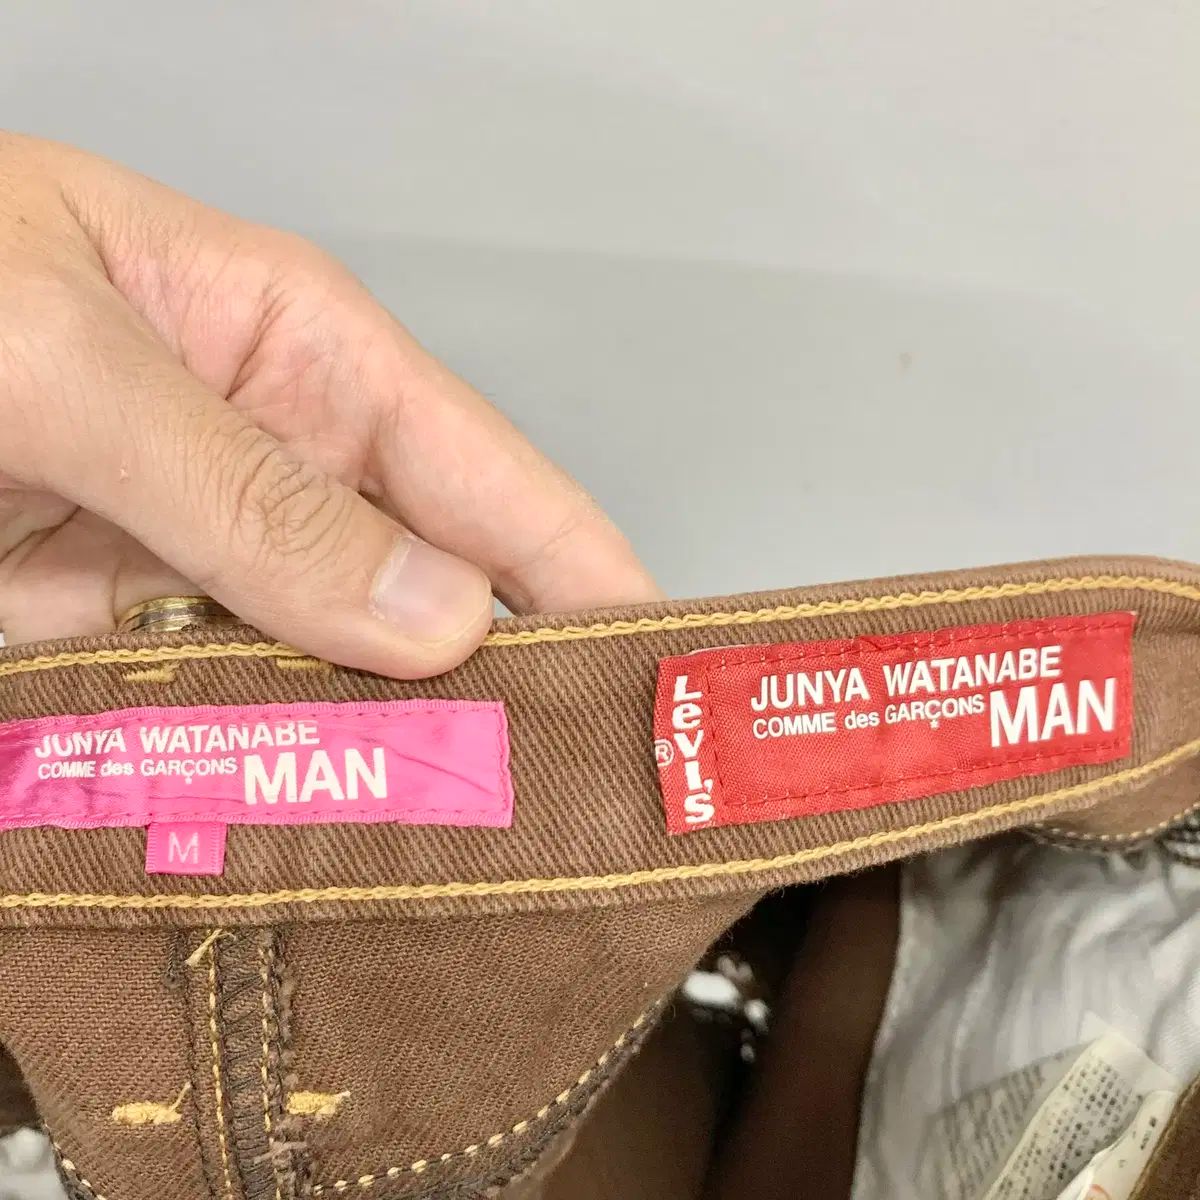 JUNYA WATANABE
COMME des GARÇONS MAN
M
Levi's
®
JUNYA WATANABE
COMME des GARÇONS MAN